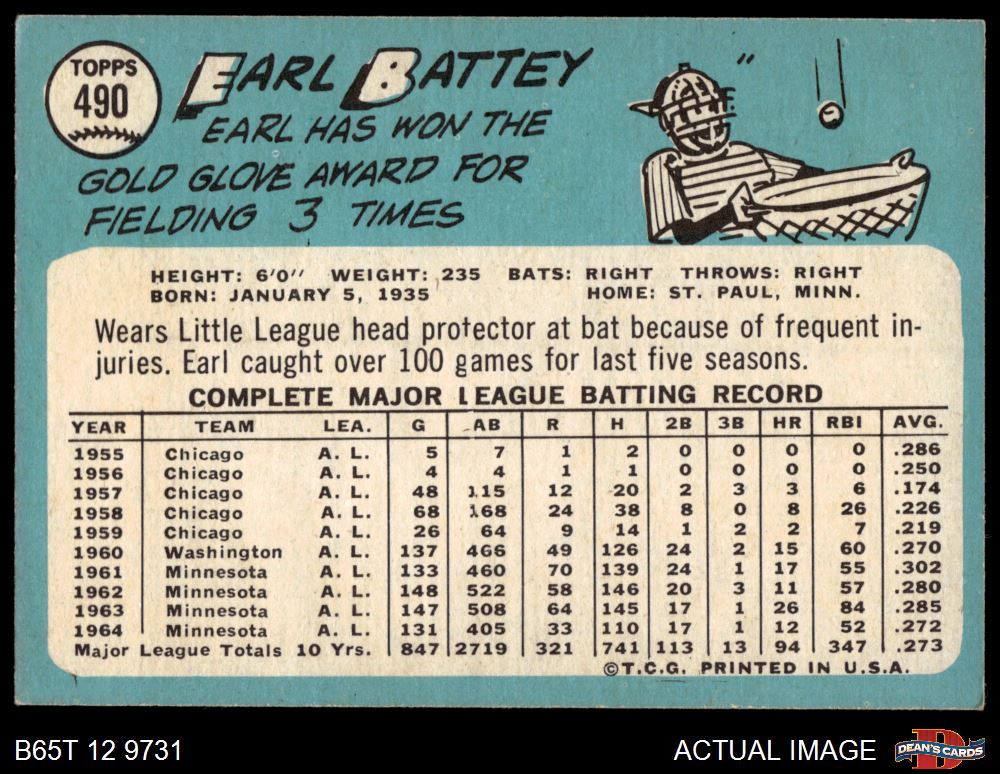 TOPPS
490
EARL BATTEY
EARL HAS WON THE
GOLD GLOVE AWARD FOR
FIELDING 3 TIMES
HEIGHT: 6'0" WEIGHT: 235 BATS: RIGHT THROWS: RIGHT
BORN: JANUARY 5, 1935 HOME: ST. PAUL, MINN.
Wears Little League head protector at bat because of frequent in-
juries. Earl caught over 100 games for last five seasons.
COMPLETE MAJOR LEAGUE BATTING RECORD
YEAR TEAM LEA. G AB R H 2B 3B HR RBI AVG.
1955 Chicago A. L. 5 7 1 2 0 0 0 0 .286
1956 Chicago A. L. 4 4 1 1 0 0 0 0 .250
1957 Chicago A. L. 48 115 12 20 2 3 3 6 .174
1958 Chicago A. L. 68 168 24 38 8 0 8 26 .226
1959 Chicago A. L. 26 64 9 14 1 2 2 7 .219
1960 Washington A. L. 137 466 49 126 24 2 15 60 .270
1961 Minnesota A. L. 133 460 70 139 24 1 17 55 .302
1962 Minnesota A. L. 148 522 58 146 20 3 11 57 .280
1963 Minnesota A. L. 147 508 64 145 17 1 26 84 .285
1964 Minnesota A. L. 131 405 33 110 17 1 12 52 .272
Major League Totals 10 Yrs. 847 2719 321 741 113 13 94 347 .273
©T.C.G. PRINTED IN U.S.A.
B65T 12 9731 ACTUAL IMAGE DEAN'S CARDS